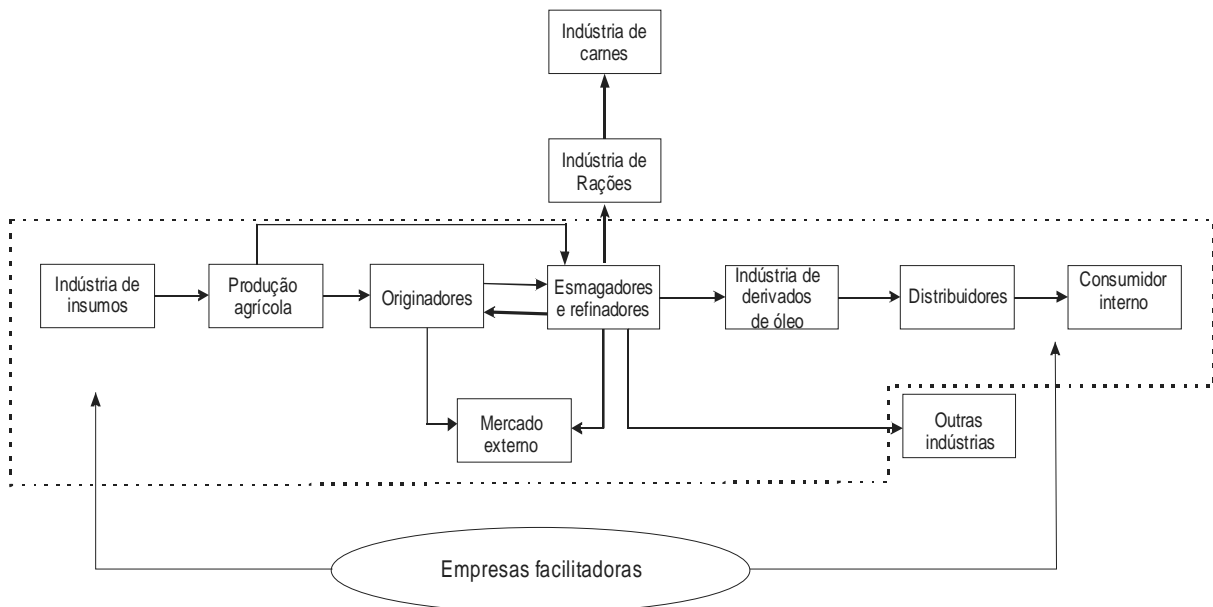 Indústria de
carnes
Indústria de
Rações
Indústria de
insumos
Produção
agrícola
Originadores
Esmagadores
e refinadores
Indústria de
derivados
de óleo
Distribuidores
Consumidor
interno
Mercado
externo
Outras
indústrias
Empresas facilitadoras